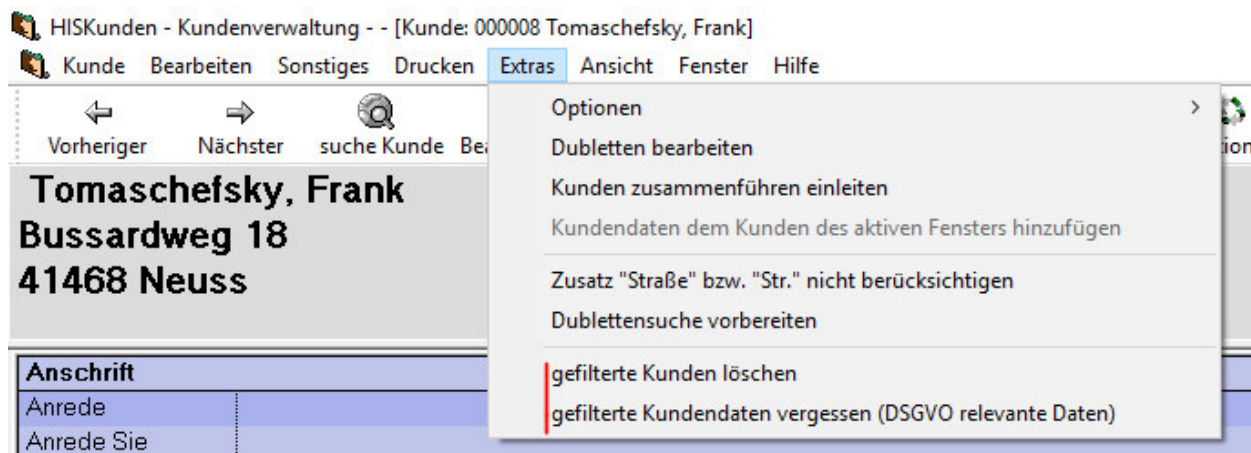 HISKunden - Kundenverwaltung - - [Kunde: 000008 Tomaschefsky, Frank]
Kunde Bearbeiten Sonstiges Drucken Extras Ansicht Fenster Hilfe
Vorheriger Nächster suche Kunde
Optionen
Dubletten bearbeiten
Kunden zusammenführen einleiten
Kundendaten dem Kunden des aktiven Fensters hinzufügen
Zusatz "Straße" bzw. "Str." nicht berücksichtigen
Dublettensuche vorbereiten
gefilterte Kunden löschen
gefilterte Kundendaten vergessen (DSGVO relevante Daten)
Tomaschefsky, Frank
Bussardweg 18
41468 Neuss
Anschrift
Anrede
Anrede Sie